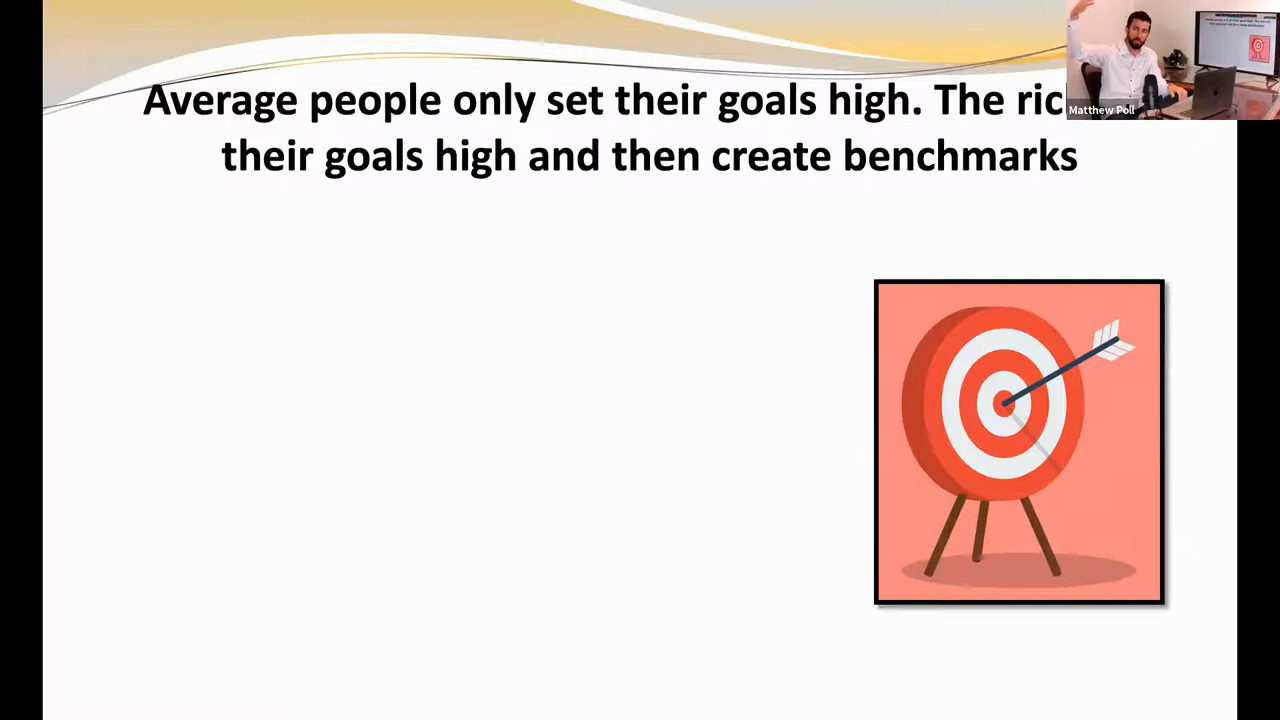 Average people only set their goals high. The ric
their goals high and then create benchmarks
Matthew Poll